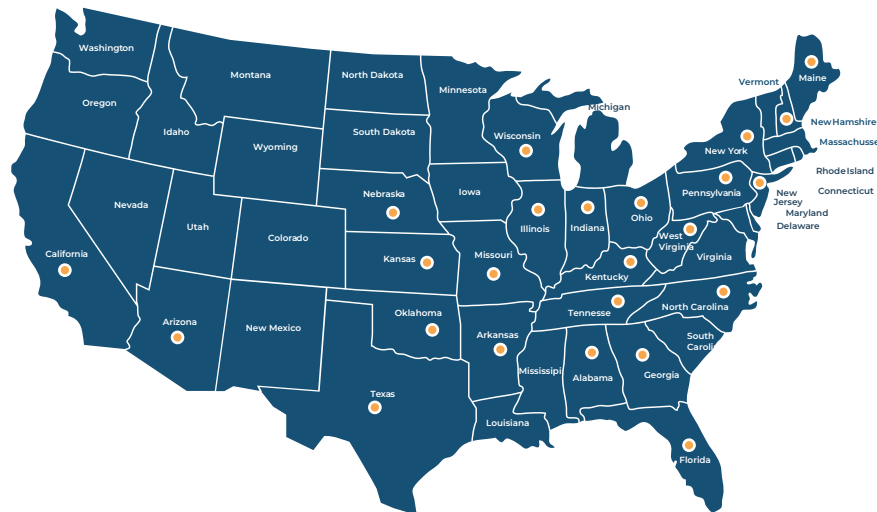 Washington
Oregon
Idaho
Montana
North Dakota
Minnesota
Michigan
Vermont
Maine
New Hamshire
Massachusse
New York
Wisconsin
South Dakota
Wyoming
Rhode Island
Connecticut
Pennsylvania
New
Jersey
Maryland
Delaware
Nebraska
Iowa
Nevada
Utah
Colorado
Illinois
Indiana
Ohio
West
Virginia
Virginia
California
Kansas
Missouri
Kentucky
Arizona
New Mexico
Oklahoma
Tennesse
North Carolina
Arkansas
South
Caroli
Mississipi
Alabama
Georgia
Texas
Louisiana
Florida